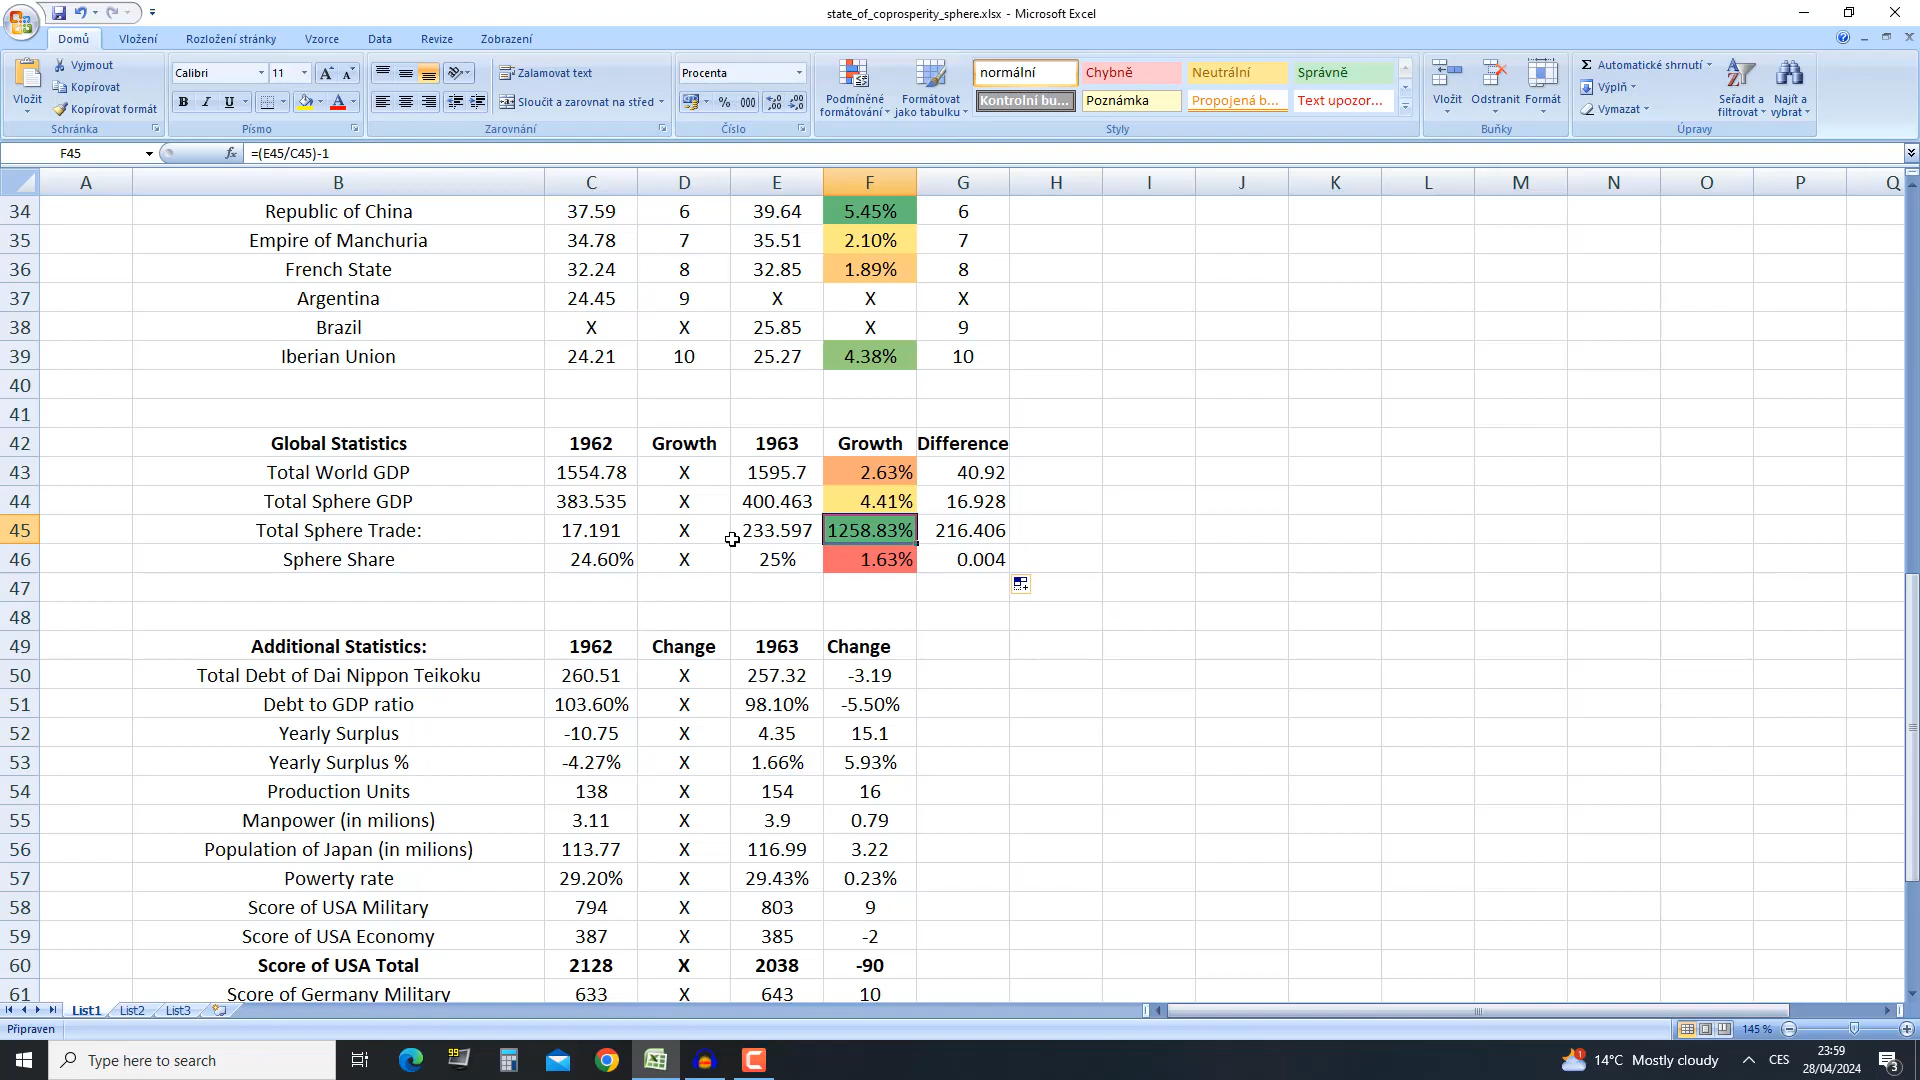 state_of_coprosperity_sphere.xlsx - Microsoft Excel
Domů Vložení Rozložení stránky Vzorce Data Revize Zobrazení
Vložit
Vyjmout
Kopírovat
Kopírovat formát
Schránka
Calibri 11
B I U
Písmo
Zalamovat text
Sloučit a zarovnat na střed
Zarovnání
Procenta
% 000
Číslo
Podmíněné formátování
Formátovat jako tabulku
normální Chybně Neutrální Správně
Kontrolní bu... Poznámka Propojená b... Text upozor...
Styly
Vložit Odstranit Formát
Buňky
Automatické shrnutí
Výplň
Vymazat
Seřadit a filtrovat
Najít a vybrat
Úpravy
F45 fx =(E45/C45)-1
A B C D E F G H I J K L M N O P Q
34 Republic of China 37.59 6 39.64 5.45% 6
35 Empire of Manchuria 34.78 7 35.51 2.10% 7
36 French State 32.24 8 32.85 1.89% 8
37 Argentina 24.45 9 X X X
38 Brazil X X 25.85 X 9
39 Iberian Union 24.21 10 25.27 4.38% 10
40
41
42 Global Statistics 1962 Growth 1963 Growth Difference
43 Total World GDP 1554.78 X 1595.7 2.63% 40.92
44 Total Sphere GDP 383.535 X 400.463 4.41% 16.928
45 Total Sphere Trade: 17.191 X 233.597 1258.83% 216.406
46 Sphere Share 24.60% X 25% 1.63% 0.004
47
48
49 Additional Statistics: 1962 Change 1963 Change
50 Total Debt of Dai Nippon Teikoku 260.51 X 257.32 -3.19
51 Debt to GDP ratio 103.60% X 98.10% -5.50%
52 Yearly Surplus -10.75 X 4.35 15.1
53 Yearly Surplus % -4.27% X 1.66% 5.93%
54 Production Units 138 X 154 16
55 Manpower (in milions) 3.11 X 3.9 0.79
56 Population of Japan (in milions) 113.77 X 116.99 3.22
57 Powerty rate 29.20% X 29.43% 0.23%
58 Score of USA Military 794 X 803 9
59 Score of USA Economy 387 X 385 -2
60 Score of USA Total 2128 X 2038 -90
61 Score of Germany Military 633 X 643 10
List1 List2 List3
Připraven 145 %
Type here to search
14°C Mostly cloudy
CES
23:59
28/04/2024
3